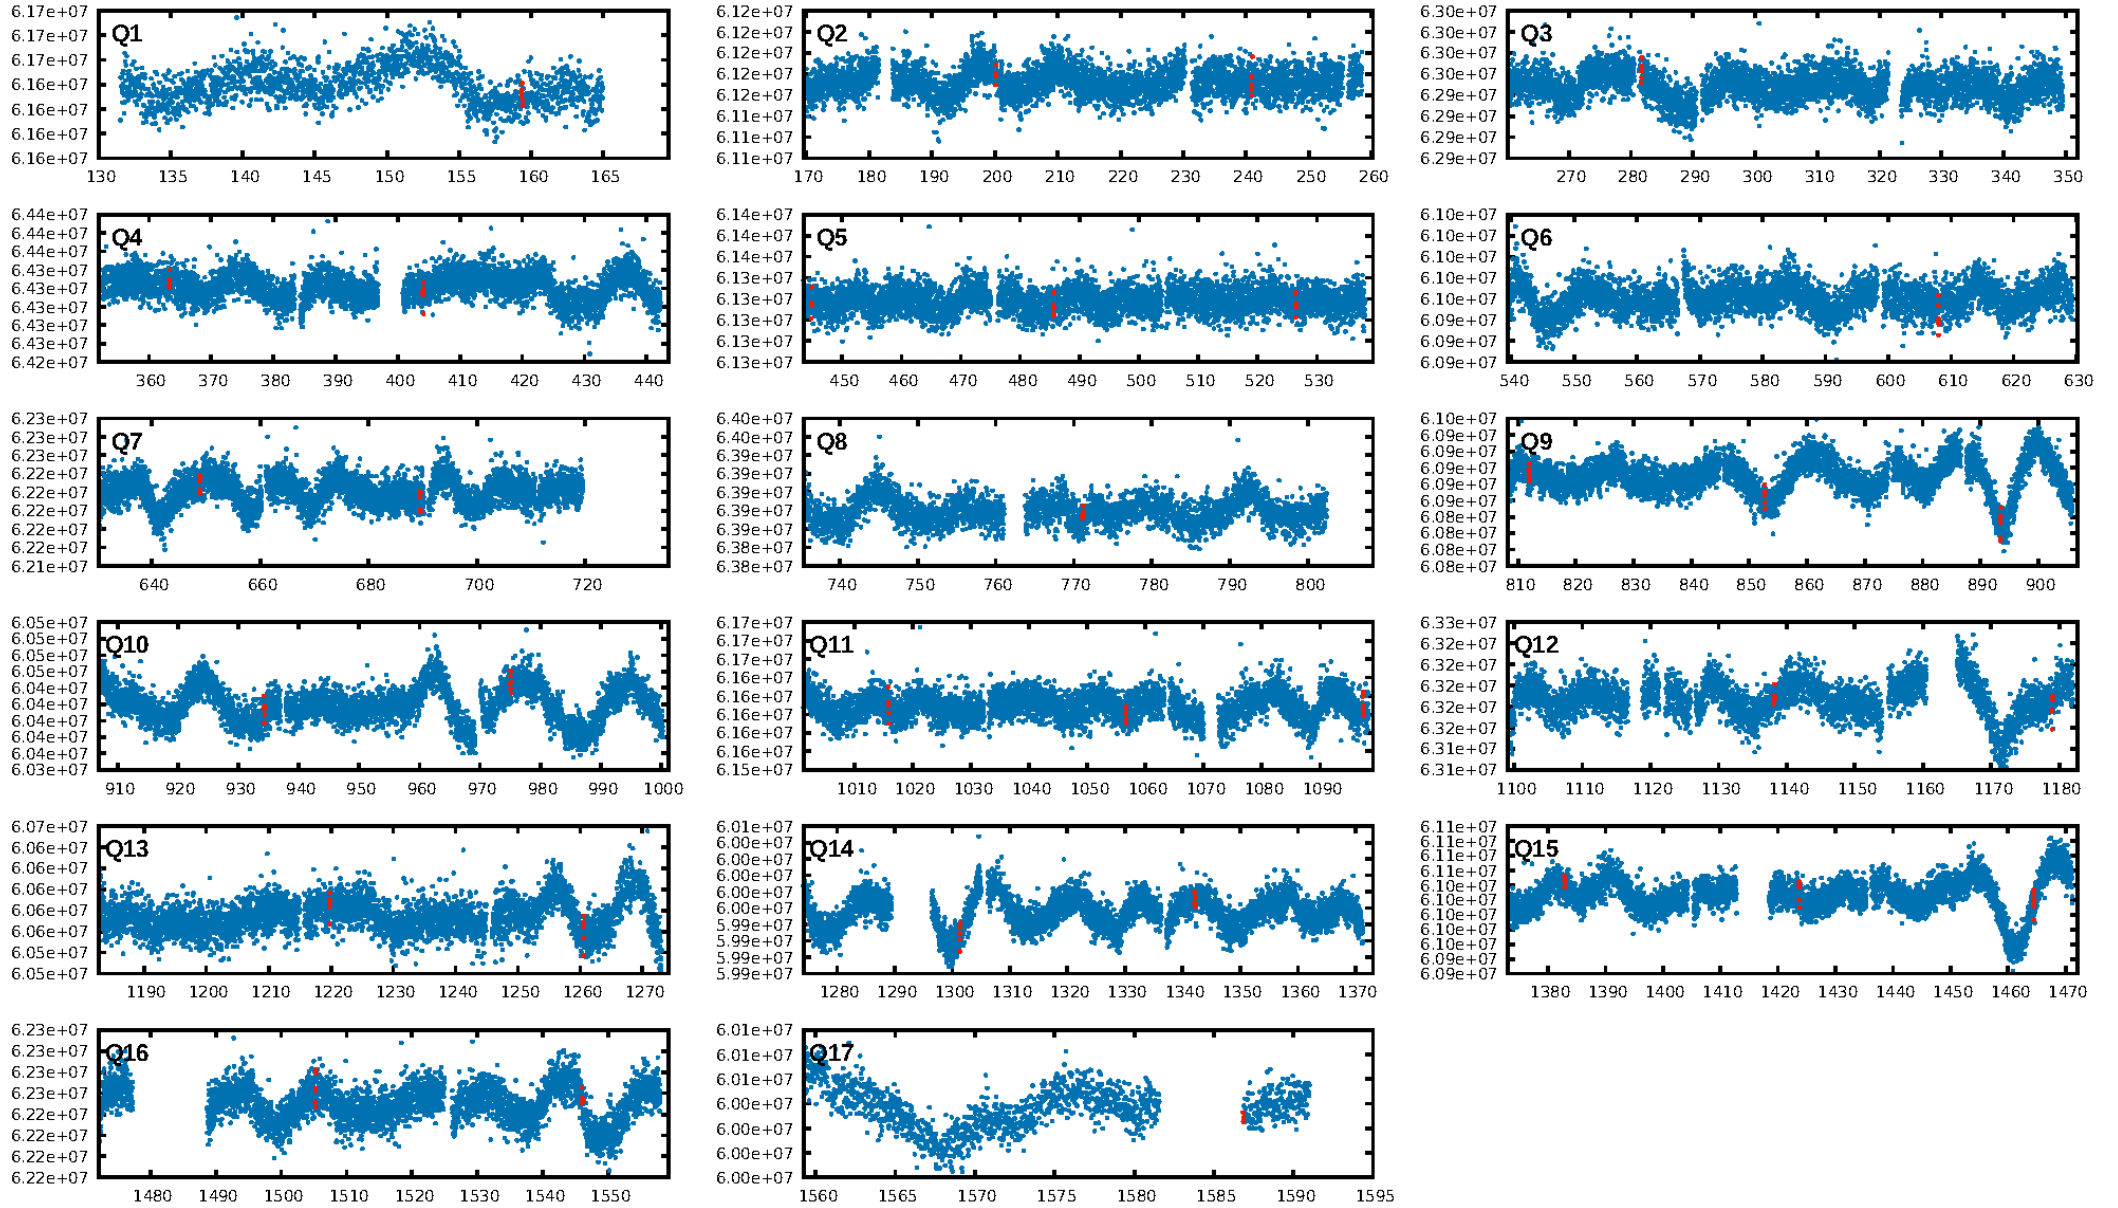 Q1
6.17e+07
6.17e+07
6.17e+07
6.16e+07
6.16e+07
6.16e+07
6.16e+07
130 135 140 145 150 155 160 165
Q2
6.12e+07
6.12e+07
6.12e+07
6.12e+07
6.12e+07
6.11e+07
6.11e+07
6.11e+07
170 180 190 200 210 220 230 240 250 260
Q3
6.30e+07
6.30e+07
6.30e+07
6.30e+07
6.29e+07
6.29e+07
6.29e+07
6.29e+07
270 280 290 300 310 320 330 340 350
Q4
6.44e+07
6.44e+07
6.44e+07
6.43e+07
6.43e+07
6.43e+07
6.43e+07
6.43e+07
6.42e+07
360 370 380 390 400 410 420 430 440
Q5
6.14e+07
6.14e+07
6.14e+07
6.13e+07
6.13e+07
6.13e+07
6.13e+07
6.13e+07
450 460 470 480 490 500 510 520 530
Q6
6.10e+07
6.10e+07
6.10e+07
6.10e+07
6.10e+07
6.09e+07
6.09e+07
6.09e+07
540 550 560 570 580 590 600 610 620 630
Q7
6.23e+07
6.23e+07
6.23e+07
6.22e+07
6.22e+07
6.22e+07
6.22e+07
6.22e+07
6.21e+07
640 660 680 700 720
Q8
6.40e+07
6.40e+07
6.39e+07
6.39e+07
6.39e+07
6.39e+07
6.39e+07
6.38e+07
6.38e+07
740 750 760 770 780 790 800
Q9
6.10e+07
6.09e+07
6.09e+07
6.09e+07
6.09e+07
6.09e+07
6.08e+07
6.08e+07
6.08e+07
6.08e+07
810 820 830 840 850 860 870 880 890 900
Q10
6.05e+07
6.05e+07
6.05e+07
6.05e+07
6.04e+07
6.04e+07
6.04e+07
6.04e+07
6.04e+07
6.03e+07
910 920 930 940 950 960 970 980 990 1000
Q11
6.17e+07
6.17e+07
6.17e+07
6.16e+07
6.16e+07
6.16e+07
6.16e+07
6.16e+07
6.15e+07
1010 1020 1030 1040 1050 1060 1070 1080 1090
Q12
6.33e+07
6.32e+07
6.32e+07
6.32e+07
6.32e+07
6.32e+07
6.31e+07
6.31e+07
1100 1110 1120 1130 1140 1150 1160 1170 1180
Q13
6.07e+07
6.06e+07
6.06e+07
6.06e+07
6.06e+07
6.06e+07
6.05e+07
6.05e+07
1190 1200 1210 1220 1230 1240 1250 1260 1270
Q14
6.01e+07
6.00e+07
6.00e+07
6.00e+07
6.00e+07
6.00e+07
5.99e+07
5.99e+07
5.99e+07
5.99e+07
1280 1290 1300 1310 1320 1330 1340 1350 1360 1370
Q15
6.11e+07
6.11e+07
6.11e+07
6.10e+07
6.10e+07
6.10e+07
6.10e+07
6.10e+07
6.10e+07
6.09e+07
1380 1390 1400 1410 1420 1430 1440 1450 1460 1470
Q16
6.23e+07
6.23e+07
6.23e+07
6.23e+07
6.22e+07
6.22e+07
6.22e+07
6.22e+07
1480 1490 1500 1510 1520 1530 1540 1550
Q17
6.01e+07
6.01e+07
6.01e+07
6.00e+07
6.00e+07
6.00e+07
6.00e+07
1560 1565 1570 1575 1580 1585 1590 1595